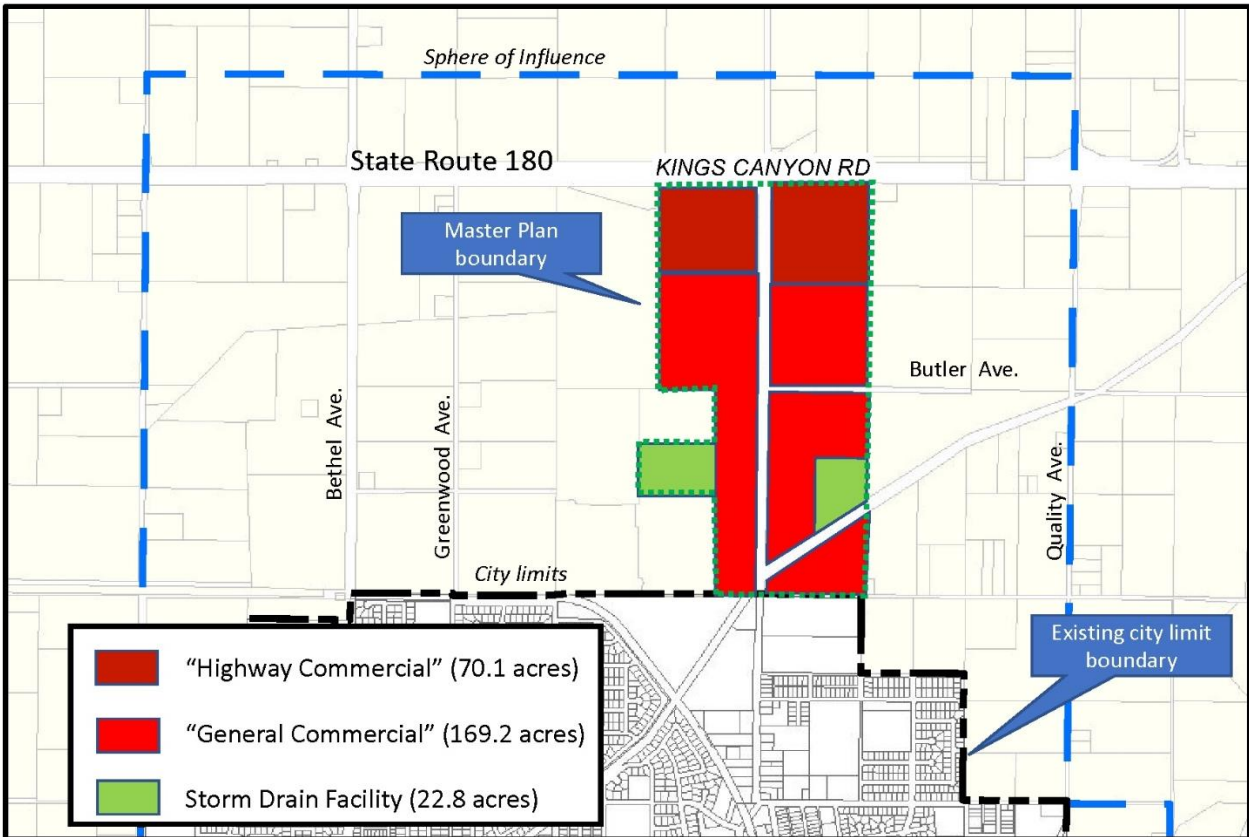 Sphere of Influence
State Route 180
KINGS CANYON RD
Master Plan
boundary
Butler Ave.
Bethel Ave.
Greenwood Ave.
Quality Ave.
City limits
Existing city limit
boundary
“Highway Commercial” (70.1 acres)
“General Commercial” (169.2 acres)
Storm Drain Facility (22.8 acres)